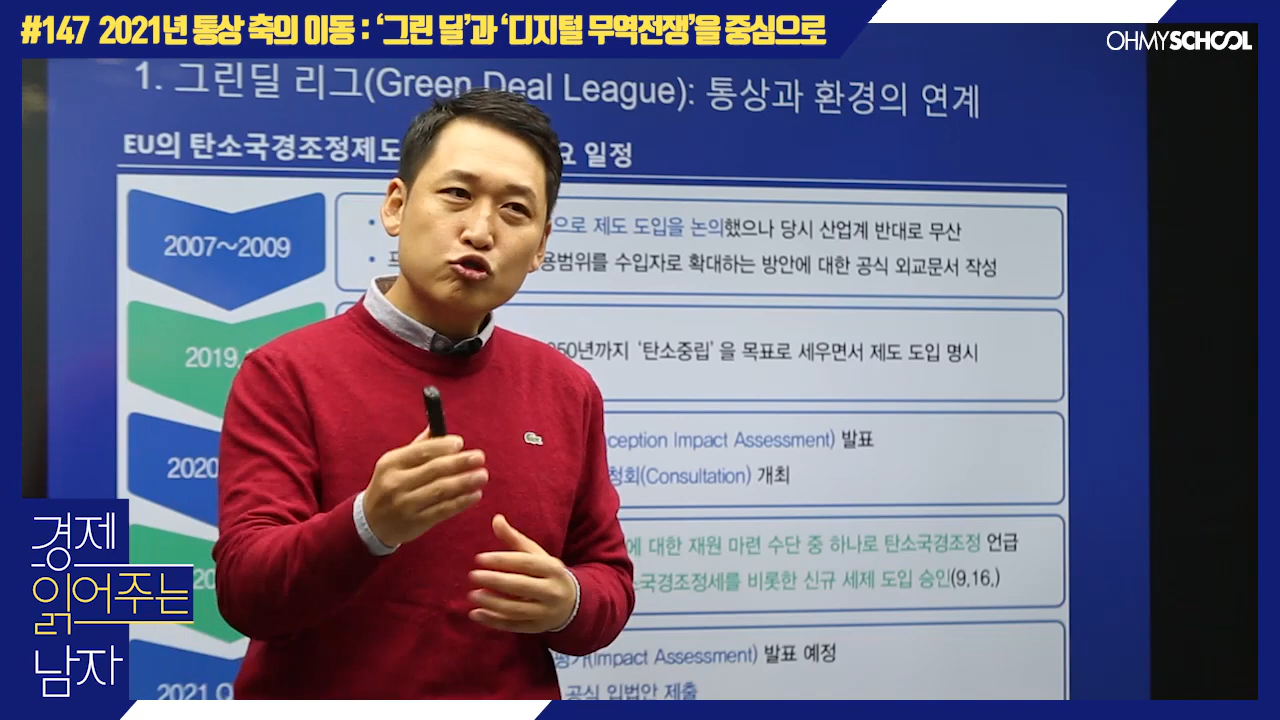 #147 2021년 통상 축의 이동 : ‘그린 딜’과 ‘디지털 무역전쟁’을 중심으로
OHMYSCHOOL
1. 그린딜 리그(Green Deal League): 통상과 환경의 연계
EU의 탄소국경조정제도 요 일정
2007~2009
• 으로 제도 도입을 논의했으나 당시 산업계 반대로 무산
• 용범위를 수입자로 확대하는 방안에 대한 공식 외교문서 작성
2019.
050년까지 ‘탄소중립’ 을 목표로 세우면서 제도 도입 명시
2020
ception Impact Assessment) 발표
청회(Consultation) 개최
20
에 대한 재원 마련 수단 중 하나로 탄소국경조정 언급
소국경조정세를 비롯한 신규 세제 도입 승인(9.16.)
2021 Q
평가(Impact Assessment) 발표 예정
공식 입법안 제출
경제
읽어주는
남자